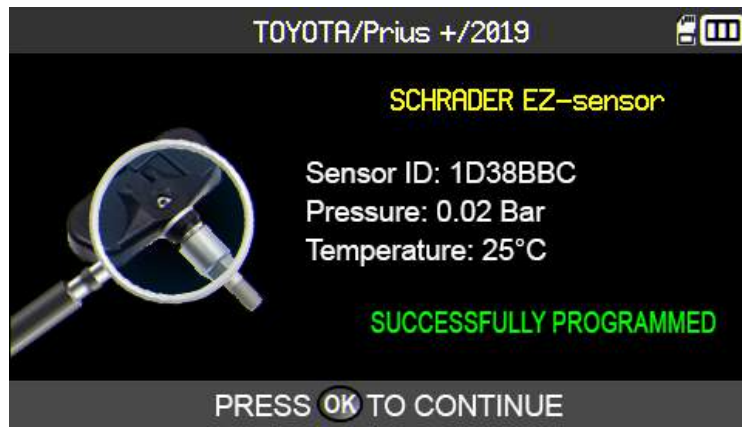 TOYOTA/Prius +/2019
SCHRADER EZ-sensor
Sensor ID: 1D38BBC
Pressure: 0.02 Bar
Temperature: 25°C
SUCCESSFULLY PROGRAMMED
PRESS OK TO CONTINUE